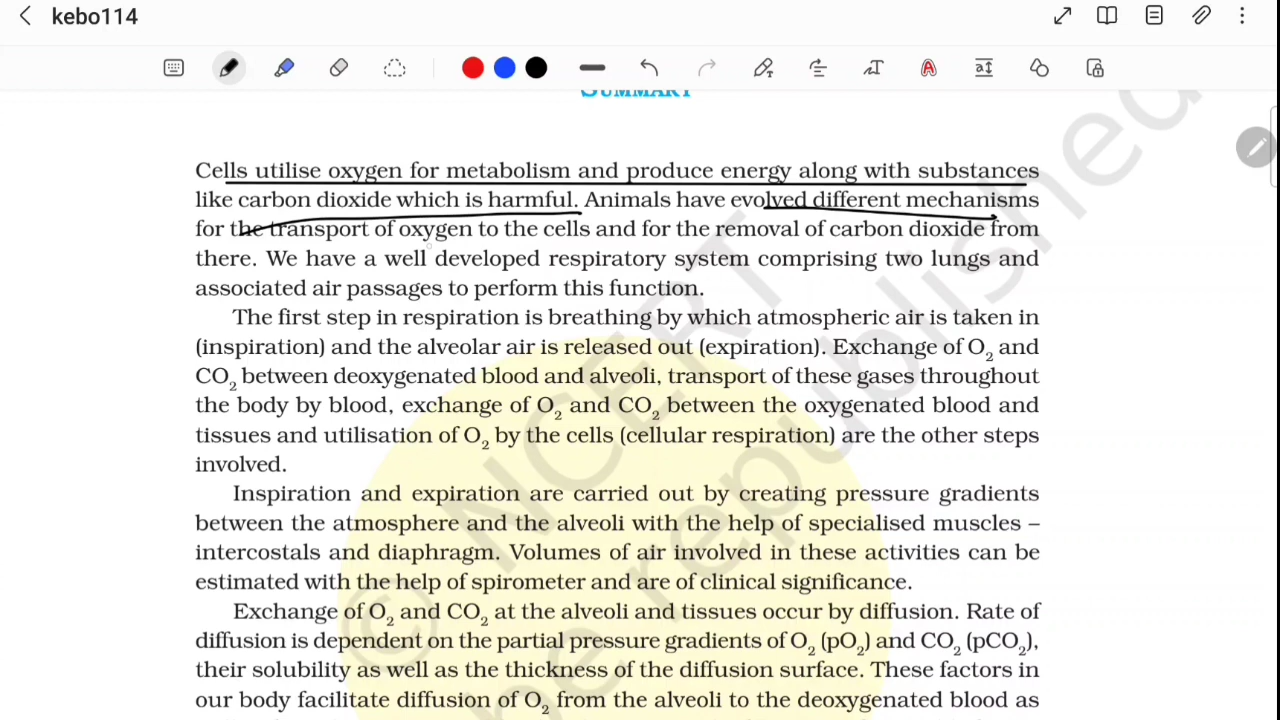 kebo114
SUMMARY
Cells utilise oxygen for metabolism and produce energy along with substances
like carbon dioxide which is harmful. Animals have evolved different mechanisms
for the transport of oxygen to the cells and for the removal of carbon dioxide from
there. We have a well developed respiratory system comprising two lungs and
associated air passages to perform this function.
The first step in respiration is breathing by which atmospheric air is taken in
(inspiration) and the alveolar air is released out (expiration). Exchange of O₂ and
CO₂ between deoxygenated blood and alveoli, transport of these gases throughout
the body by blood, exchange of O₂ and CO₂ between the oxygenated blood and
tissues and utilisation of O₂ by the cells (cellular respiration) are the other steps
involved.
Inspiration and expiration are carried out by creating pressure gradients
between the atmosphere and the alveoli with the help of specialised muscles –
intercostals and diaphragm. Volumes of air involved in these activities can be
estimated with the help of spirometer and are of clinical significance.
Exchange of O₂ and CO₂ at the alveoli and tissues occur by diffusion. Rate of
diffusion is dependent on the partial pressure gradients of O₂ (pO₂) and CO₂ (pCO₂),
their solubility as well as the thickness of the diffusion surface. These factors in
our body facilitate diffusion of O₂ from the alveoli to the deoxygenated blood as
© NCERT
be republished